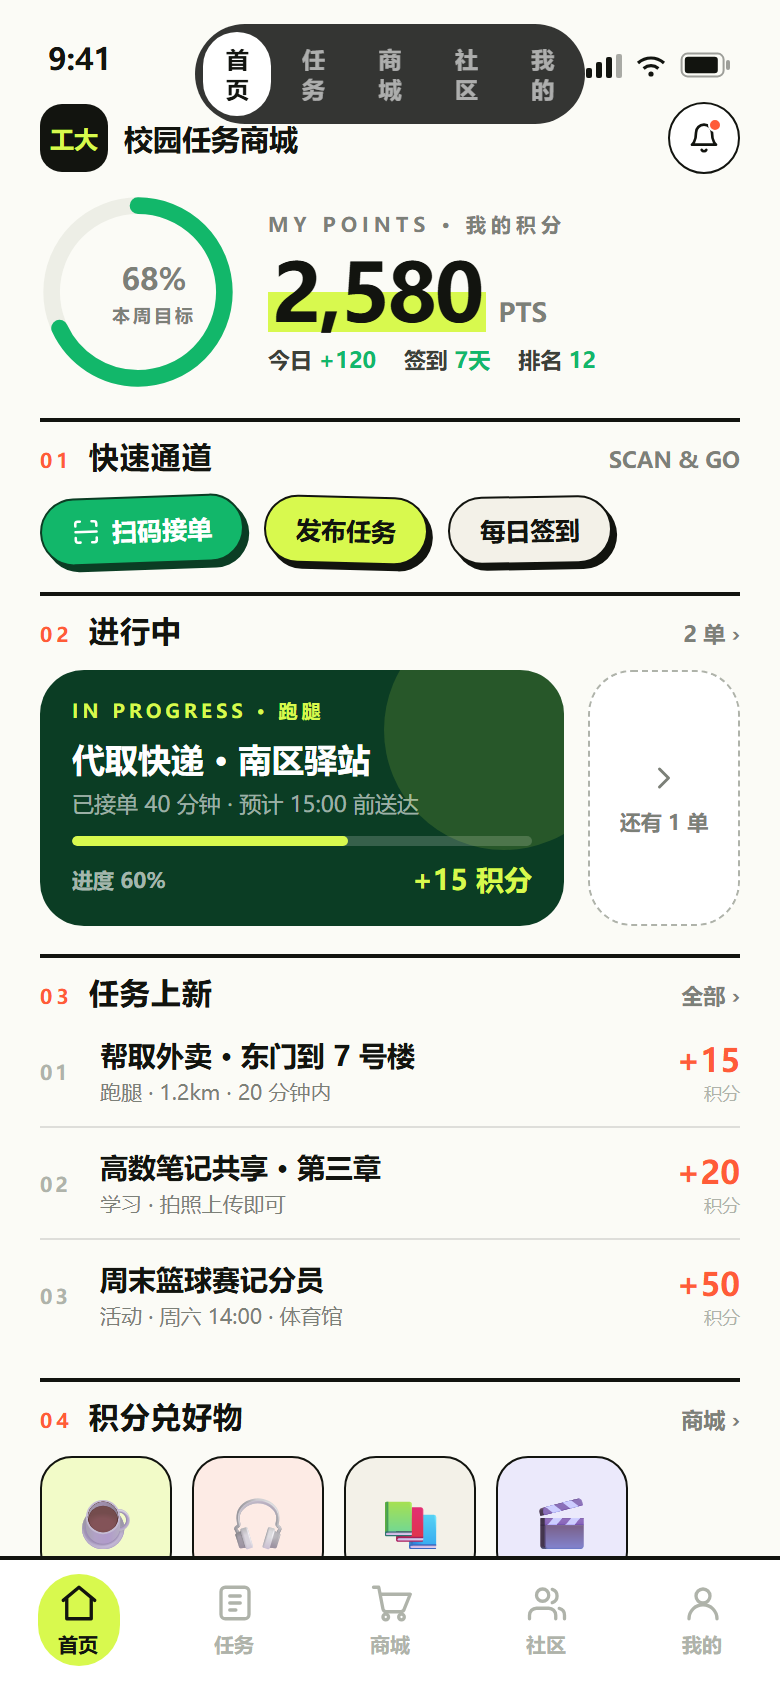 9:41
首页
任务
商城
社区
我的
工大
校园任务商城
68%
本周目标
MY POINTS • 我的积分
2,580 PTS
今日 +120 签到 7天 排名 12
01 快速通道 SCAN & GO
扫码接单
发布任务
每日签到
02 进行中 2 单 ›
IN PROGRESS • 跑腿
代取快递 • 南区驿站
已接单 40 分钟 · 预计 15:00 前送达
进度 60% +15 积分
还有 1 单
03 任务上新 全部 ›
01 帮取外卖 • 东门到 7 号楼 +15
跑腿 · 1.2km · 20 分钟内 积分
02 高数笔记共享 • 第三章 +20
学习 · 拍照上传即可 积分
03 周末篮球赛记分员 +50
活动 · 周六 14:00 · 体育馆 积分
04 积分兑好物 商城 ›
首页
任务
商城
社区
我的